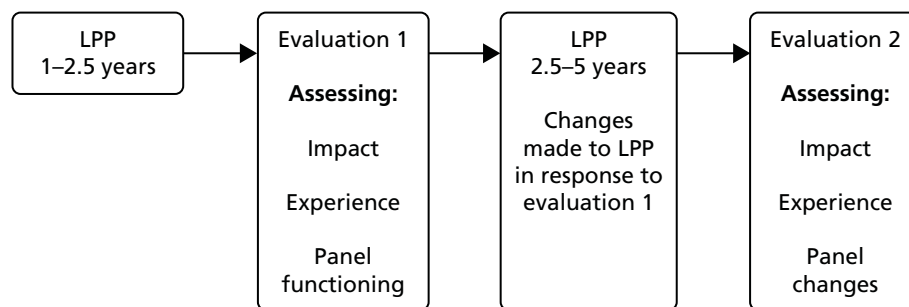 LPP
1–2.5 years
Evaluation 1
Assessing:
Impact
Experience
Panel
functioning
LPP
2.5–5 years
Changes
made to LPP
in response to
evaluation 1
Evaluation 2
Assessing:
Impact
Experience
Panel
changes